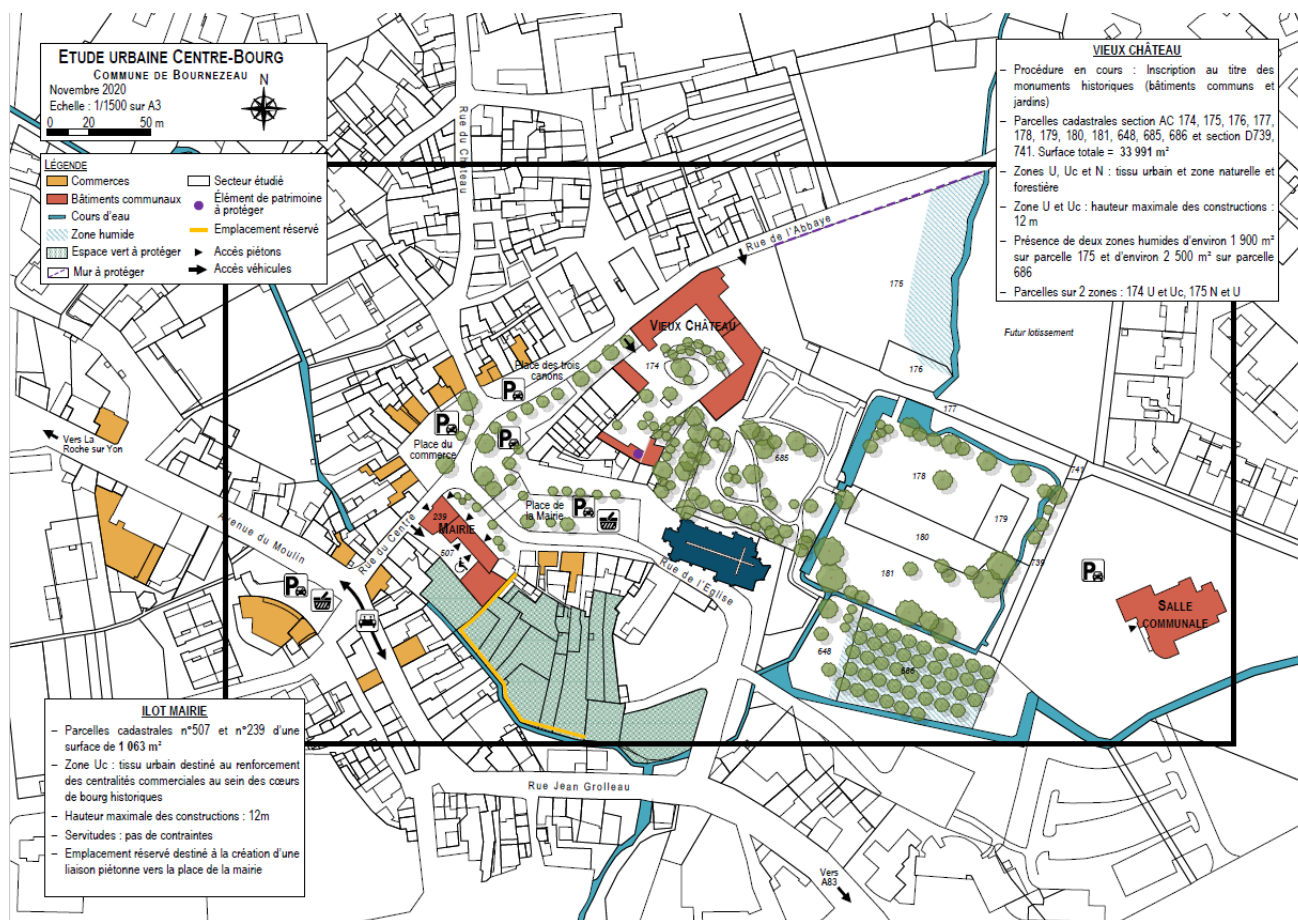 ETUDE URBAINE CENTRE-BOURG
COMMUNE DE BOURNEZEAU
Novembre 2020
Echelle : 1/1500 sur A3
N
0 20 50 m
LÉGENDE
Commerces
Bâtiments communaux
Cours d'eau
Zone humide
Espace vert à protéger
Mur à protéger
Secteur étudié
Élément de patrimoine
à protéger
Emplacement réservé
Accès piétons
Accès véhicules
VIEUX CHÂTEAU
– Procédure en cours : Inscription au titre des
monuments historiques (bâtiments communs et
jardins)
– Parcelles cadastrales section AC 174, 175, 176, 177,
178, 179, 180, 181, 648, 685, 686 et section D739,
741. Surface totale = 33 991 m²
– Zones U, Uc et N : tissu urbain et zone naturelle et
forestière
– Zone U et Uc : hauteur maximale des constructions :
12 m
– Présence de deux zones humides d'environ 1 900 m²
sur parcelle 175 et d'environ 2 500 m² sur parcelle
686
– Parcelles sur 2 zones : 174 U et Uc, 175 N et U
Rue du Château
Rue de l'Abbaye
175
VIEUX CHÂTEAU
Futur lotissement
174
176
Place des trois
canons
177
P
P
P
Place du
commerce
Vers La
Roche sur Yon
685
178
741
Place de
la Mairie
P
239
MAIRIE
179
507
180
Avenue du Moulin
Rue du Centre
Rue de l'Eglise
181
739
P
P
SALLE
COMMUNALE
648
686
Rue Jean Grolleau
Vers
A83
ILOT MAIRIE
– Parcelles cadastrales n°507 et n°239 d'une
surface de 1 063 m²
– Zone Uc : tissu urbain destiné au renforcement
des centralités commerciales au sein des cœurs
de bourg historiques
– Hauteur maximale des constructions : 12m
– Servitudes : pas de contraintes
– Emplacement réservé destiné à la création d'une
liaison piétonne vers la place de la mairie